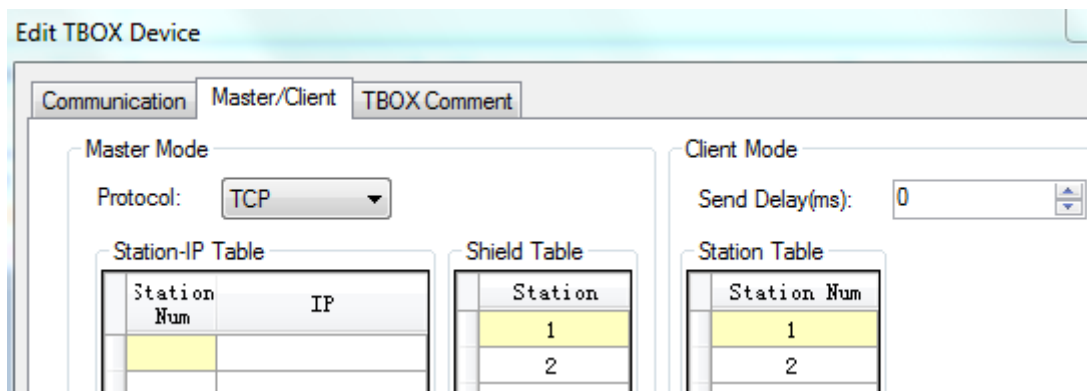 Edit TBOX Device
Communication Master/Client TBOX Comment
Master Mode
Client Mode
Protocol: TCP
Send Delay(ms): 0
Station-IP Table
Shield Table
Station Table
Station Num IP
Station
Station Num
1
1
2
2